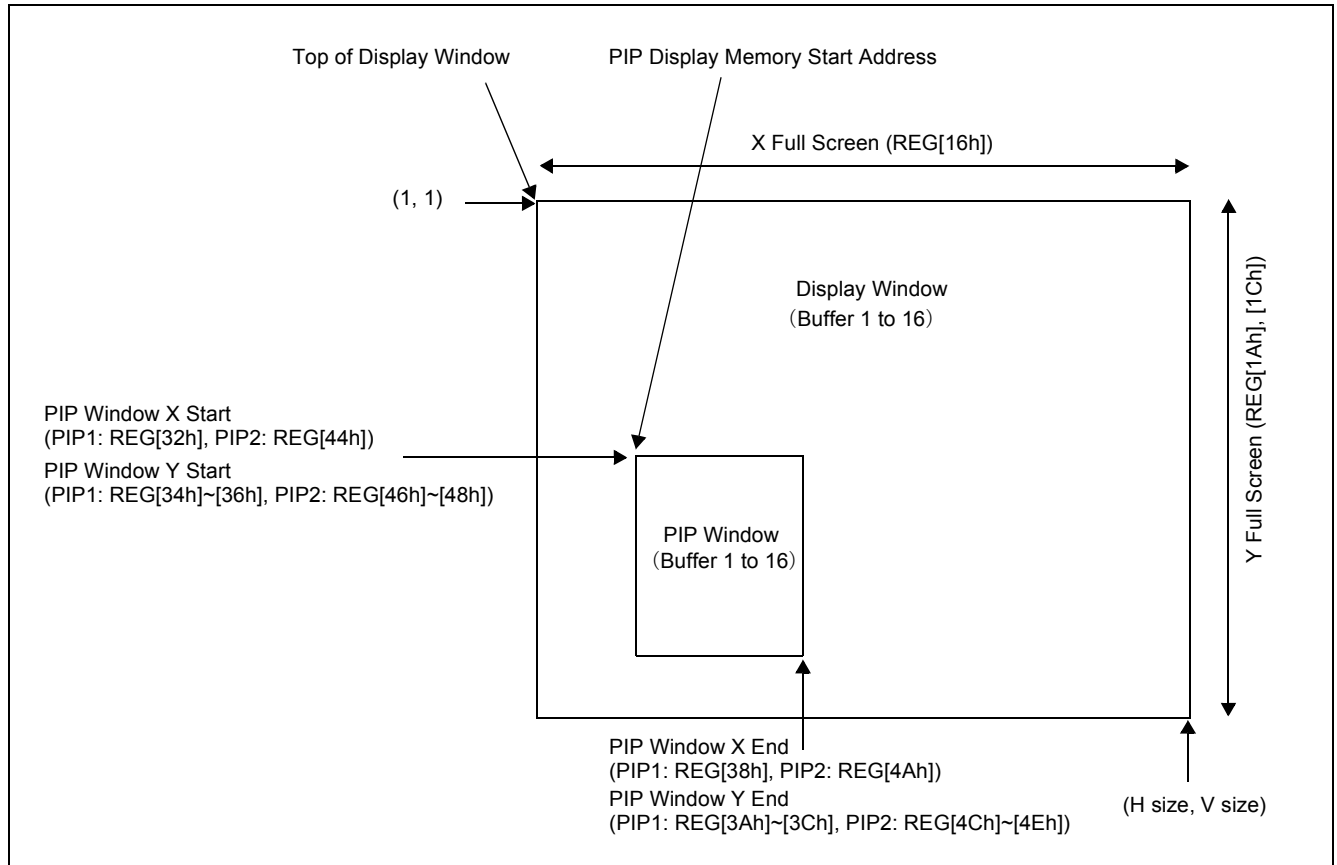 Top of Display Window
PIP Display Memory Start Address
X Full Screen (REG[16h])
(1, 1)
Y Full Screen (REG[1Ah], [1Ch])
Display Window
（Buffer 1 to 16）
PIP Window X Start
(PIP1: REG[32h], PIP2: REG[44h])
PIP Window Y Start
(PIP1: REG[34h]~[36h], PIP2: REG[46h]~[48h])
PIP Window
（Buffer 1 to 16）
PIP Window X End
(PIP1: REG[38h], PIP2: REG[4Ah])
PIP Window Y End
(PIP1: REG[3Ah]~[3Ch], PIP2: REG[4Ch]~[4Eh])
(H size, V size)